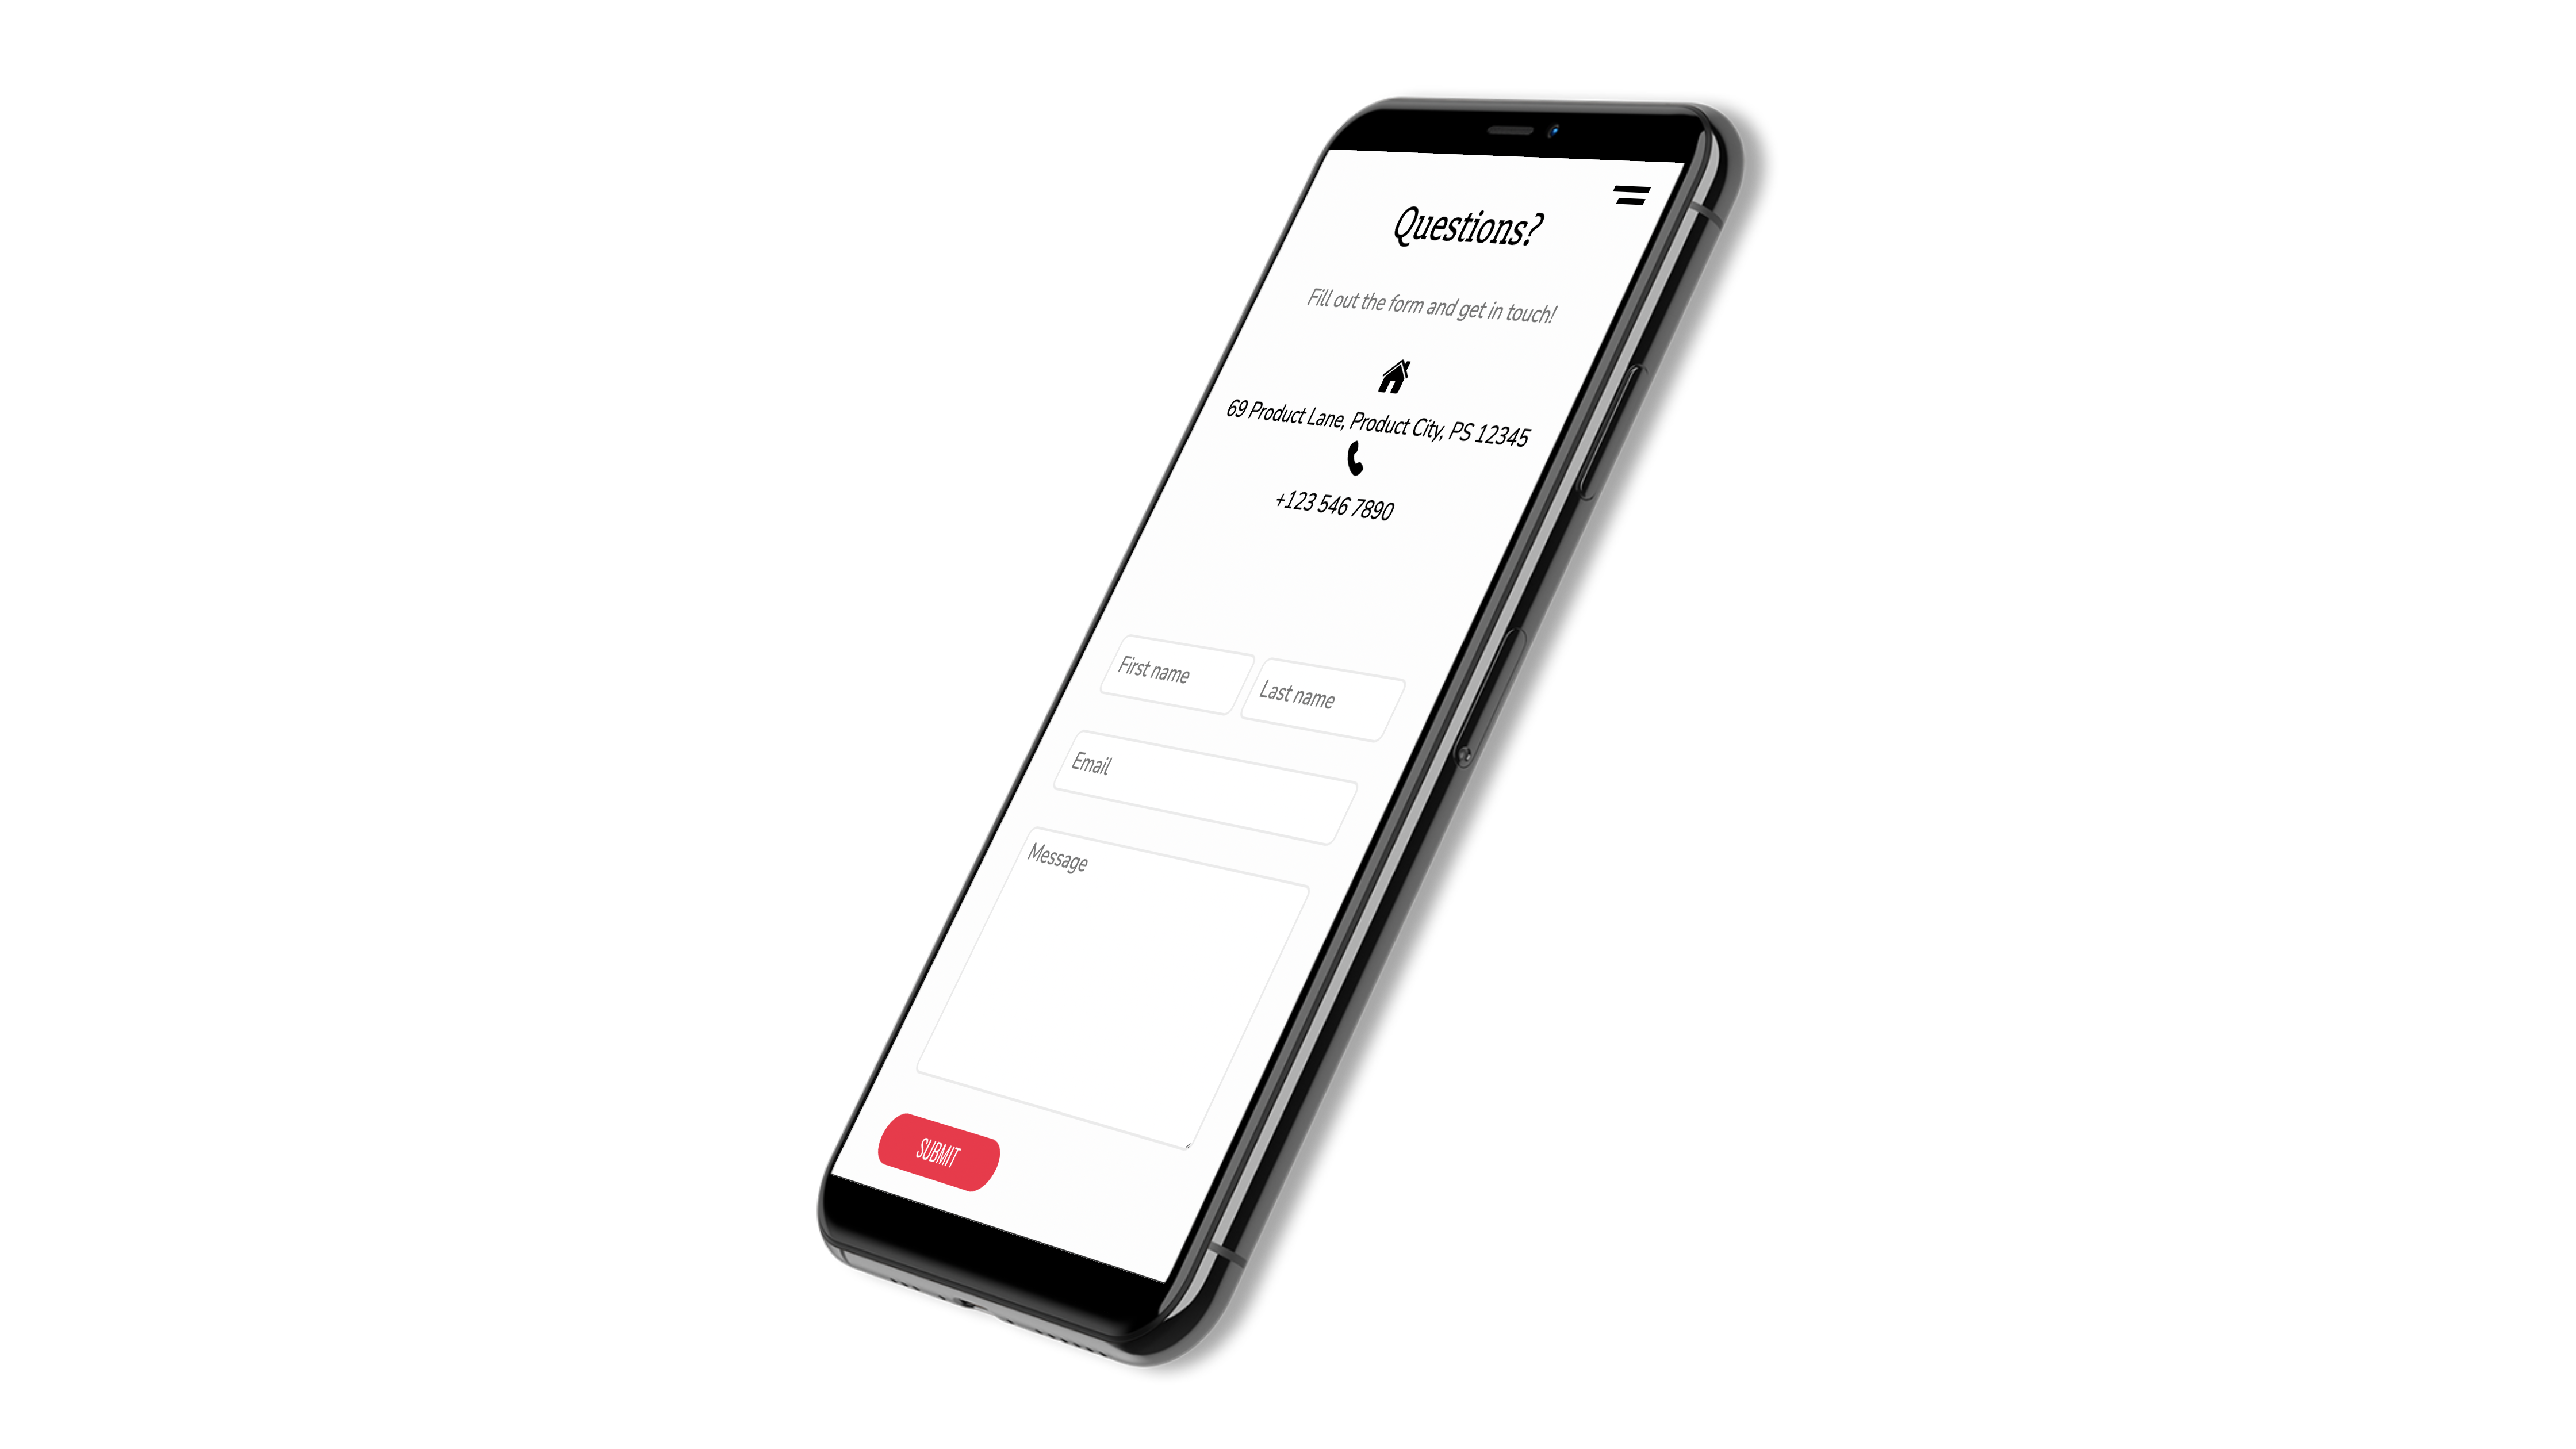 Questions?
Fill out the form and get in touch!
69 Product Lane, Product City, PS 12345
+123 546 7890
First name
Last name
Email
Message
SUBMIT